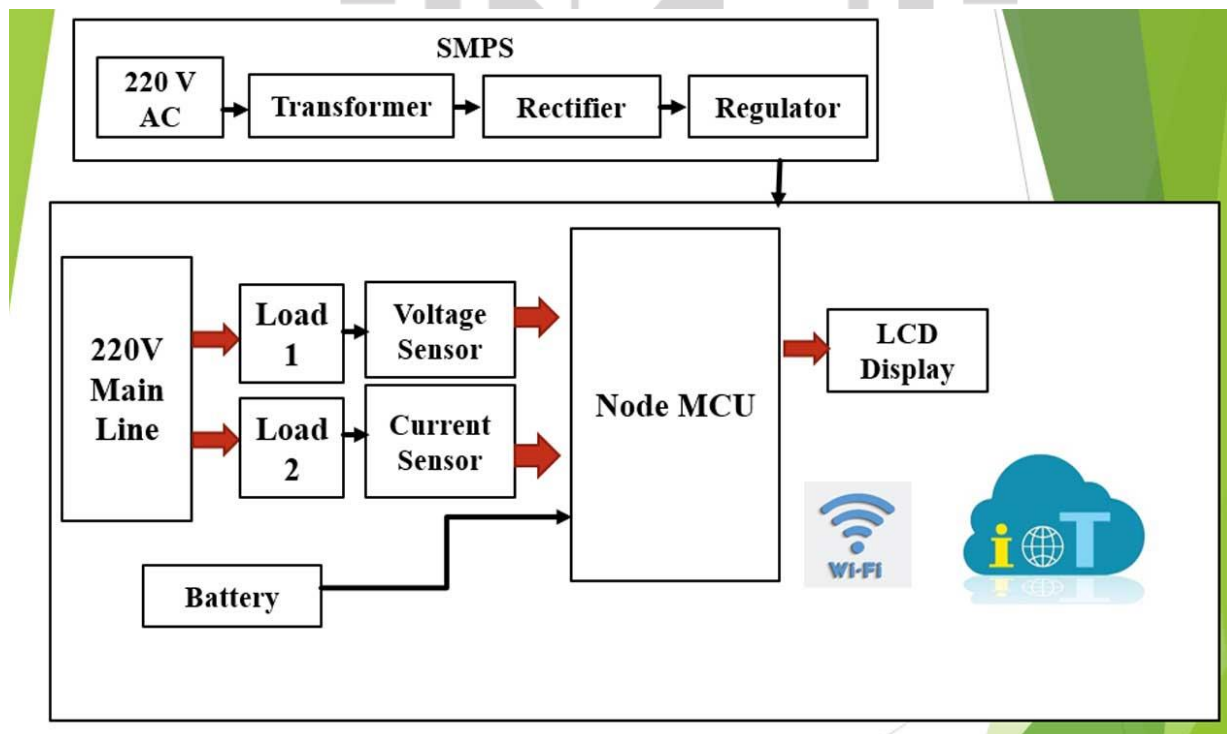 SMPS
220 V
AC
Transformer
Rectifier
Regulator
220V
Main
Line
Load
1
Voltage
Sensor
Load
2
Current
Sensor
Node MCU
LCD
Display
Battery
Wi-Fi
iOT